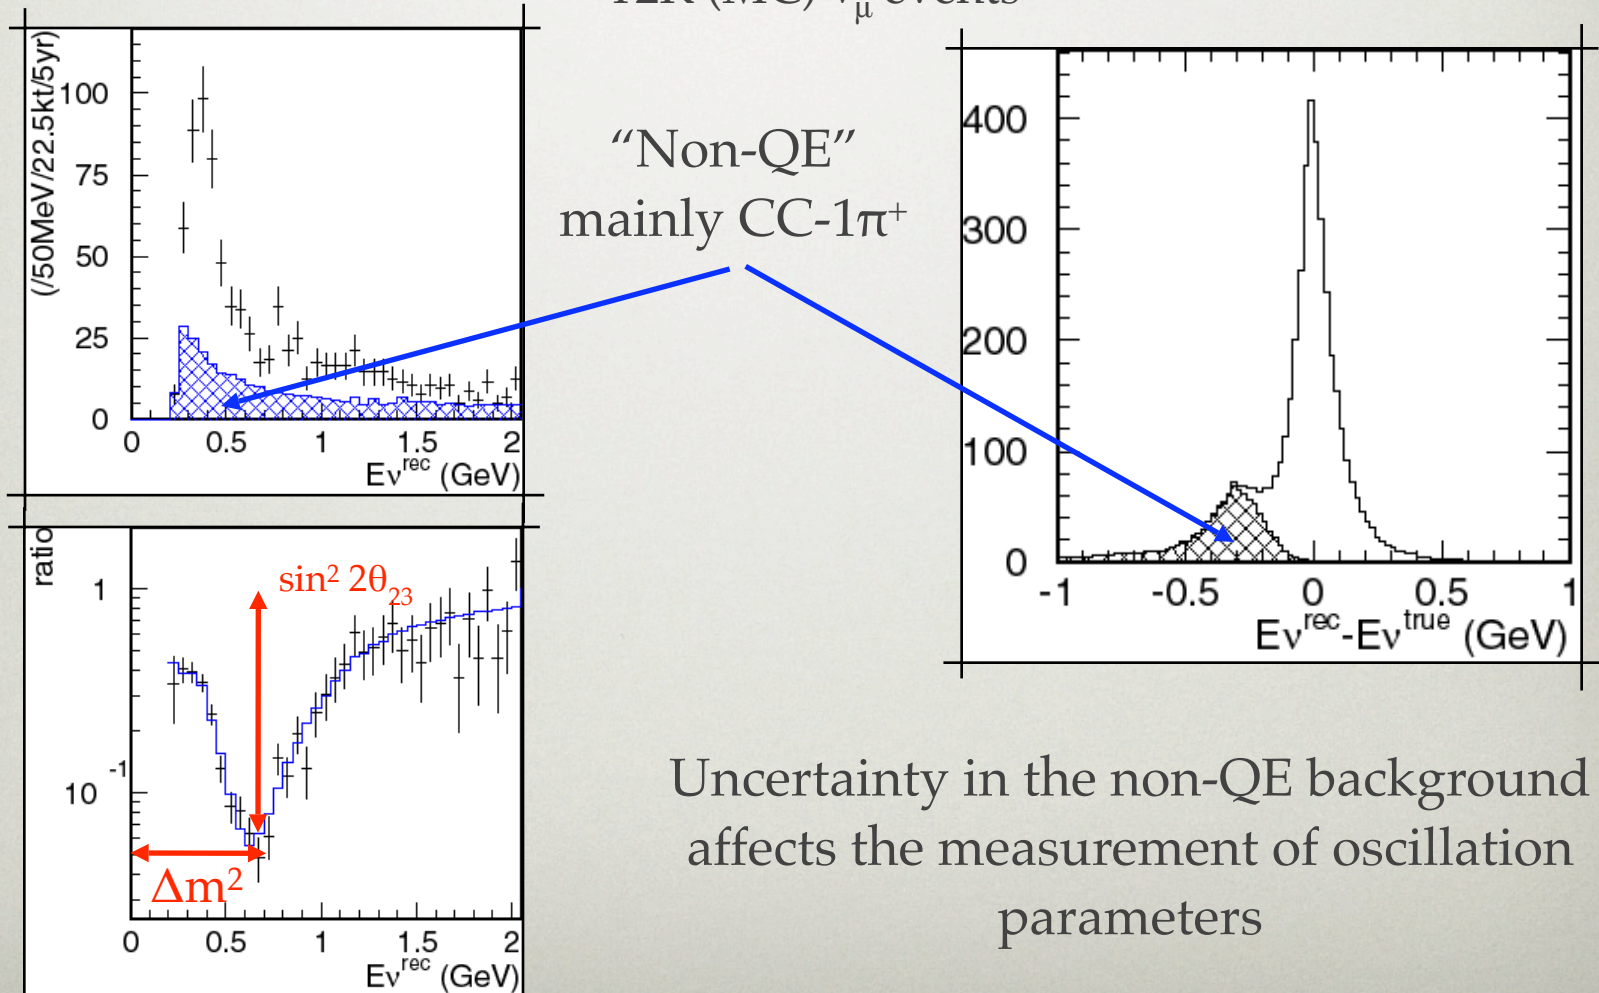 νμ events
(/50MeV/22.5kt/5yr)
100
75
50
25
0
0 0.5 1 1.5 2
Eν^rec (GeV)
“Non-QE”
mainly CC-1π⁺
400
300
200
100
0
-1 -0.5 0 0.5 1
Eν^rec-Eν^true (GeV)
ratio
1
10^-1
sin² 2θ₂₃
Δm²
0 0.5 1 1.5 2
Eν^rec (GeV)
Uncertainty in the non-QE background
affects the measurement of oscillation
parameters